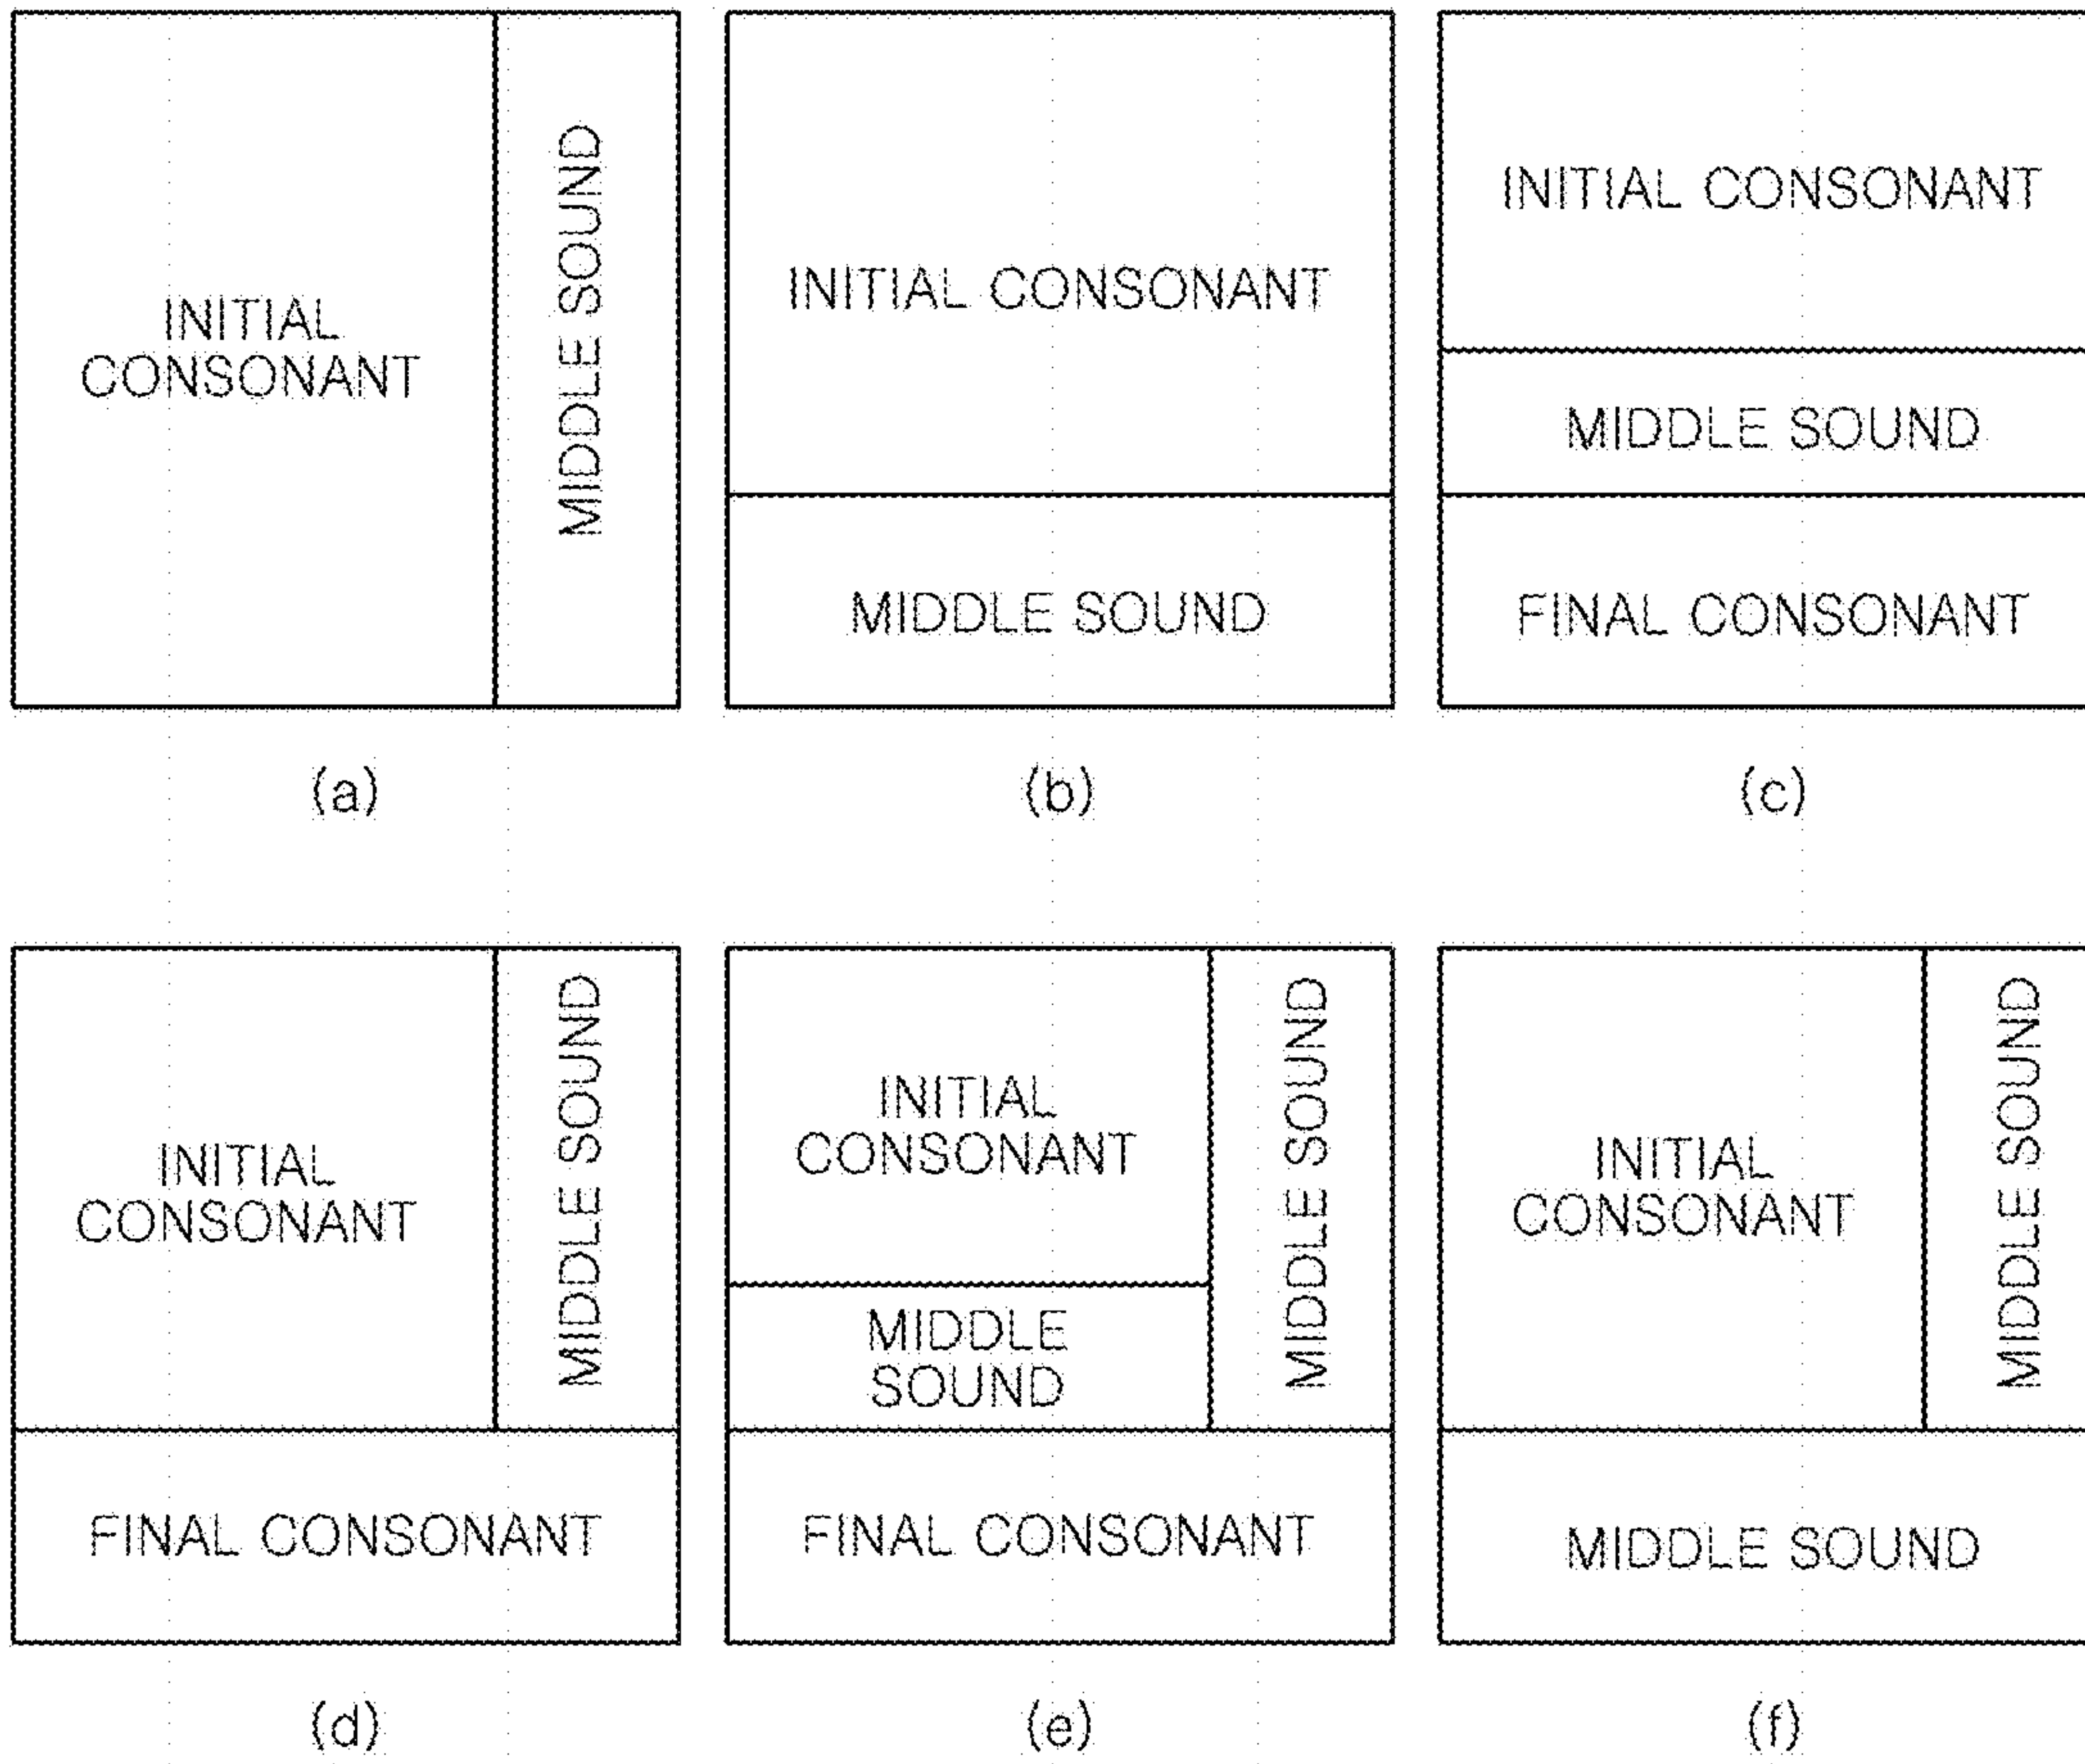 INITIAL
CONSONANT
MIDDLE SOUND
(a)
INITIAL CONSONANT
MIDDLE SOUND
(b)
INITIAL CONSONANT
MIDDLE SOUND
FINAL CONSONANT
(c)
INITIAL
CONSONANT
MIDDLE SOUND
FINAL CONSONANT
(d)
INITIAL
CONSONANT
MIDDLE
SOUND
MIDDLE SOUND
FINAL CONSONANT
(e)
INITIAL
CONSONANT
MIDDLE SOUND
MIDDLE SOUND
(f)